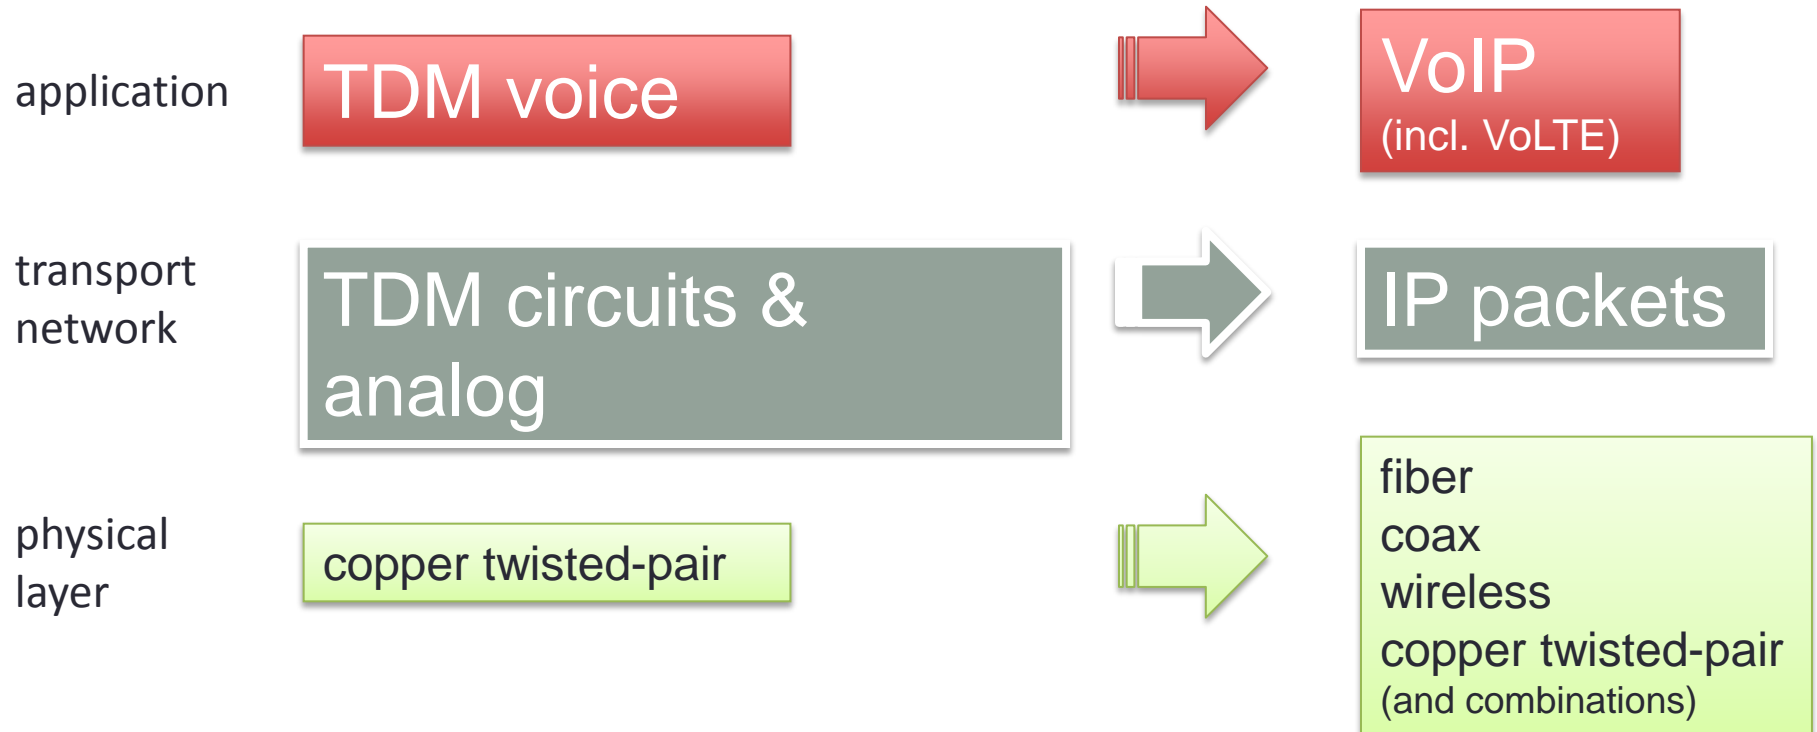 application
TDM voice
VoIP
(incl. VoLTE)
transport
network
TDM circuits &
analog
IP packets
physical
layer
copper twisted-pair
fiber
coax
wireless
copper twisted-pair
(and combinations)